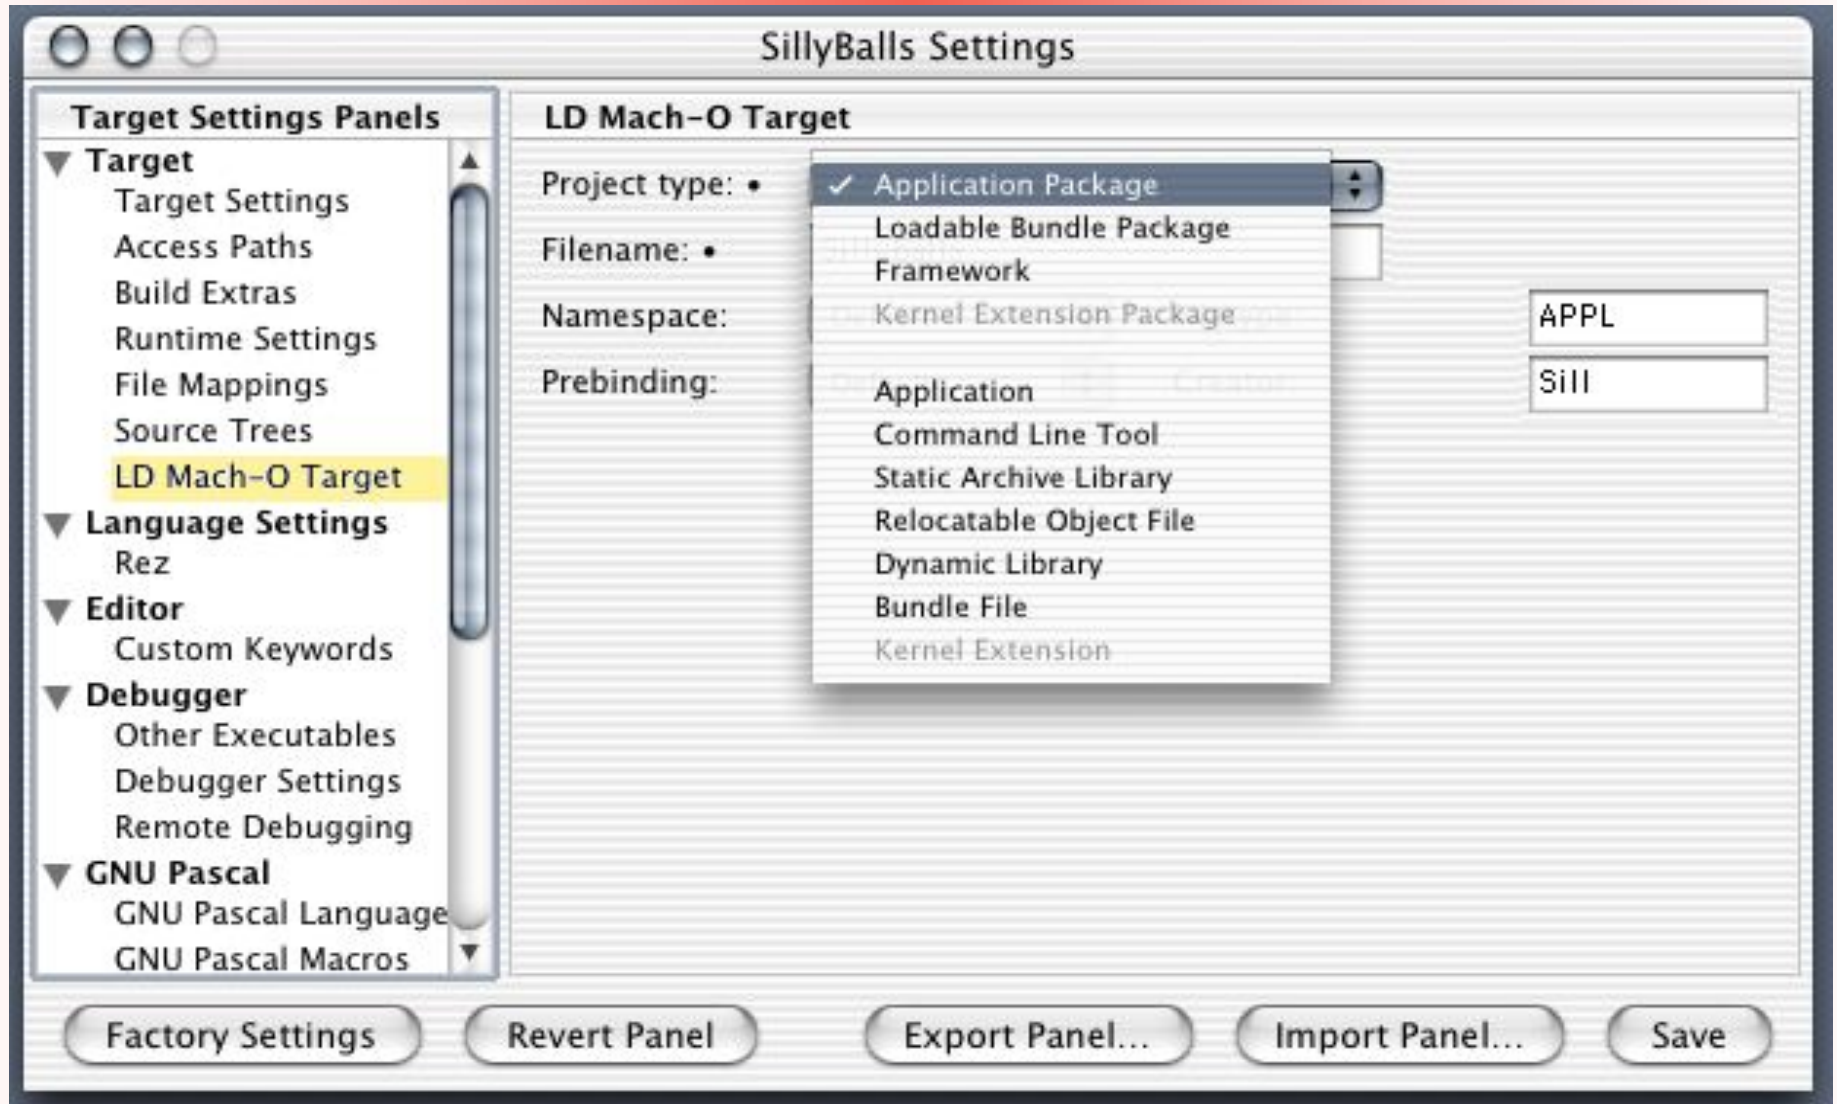 SillyBalls Settings
Target Settings Panels
Target
Target Settings
Access Paths
Build Extras
Runtime Settings
File Mappings
Source Trees
LD Mach-O Target
Language Settings
Rez
Editor
Custom Keywords
Debugger
Other Executables
Debugger Settings
Remote Debugging
GNU Pascal
GNU Pascal Language
GNU Pascal Macros
LD Mach-O Target
Project type: •
Filename: •
Namespace:
Prebinding:
✓ Application Package
Loadable Bundle Package
Framework
Kernel Extension Package
Application
Command Line Tool
Static Archive Library
Relocatable Object File
Dynamic Library
Bundle File
Kernel Extension
Creator
APPL
Sill
Factory Settings
Revert Panel
Export Panel...
Import Panel...
Save